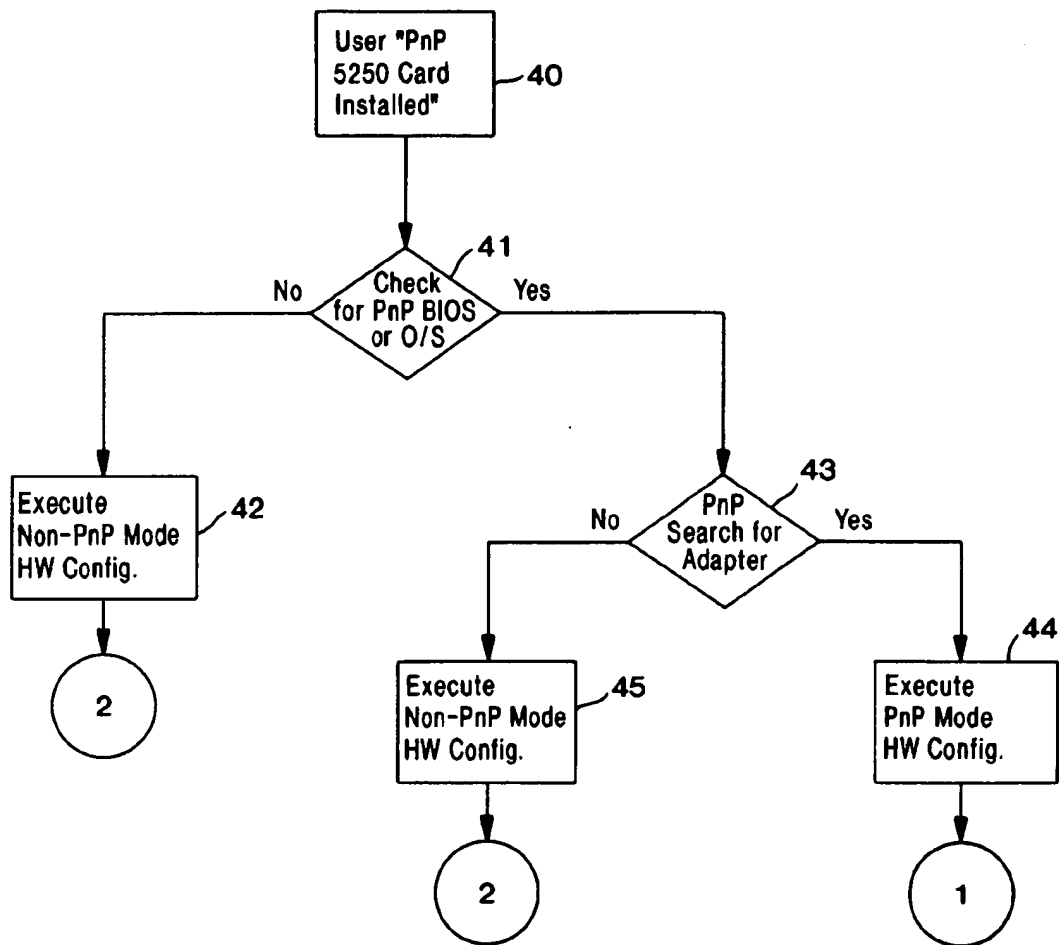 User "PnP
5250 Card
Installed"
40
41
Check
for PnP BIOS
or O/S
No
Yes
Execute
Non-PnP Mode
HW Config.
42
2
43
PnP
Search for
Adapter
No
Yes
Execute
Non-PnP Mode
HW Config.
45
2
44
Execute
PnP Mode
HW Config.
1